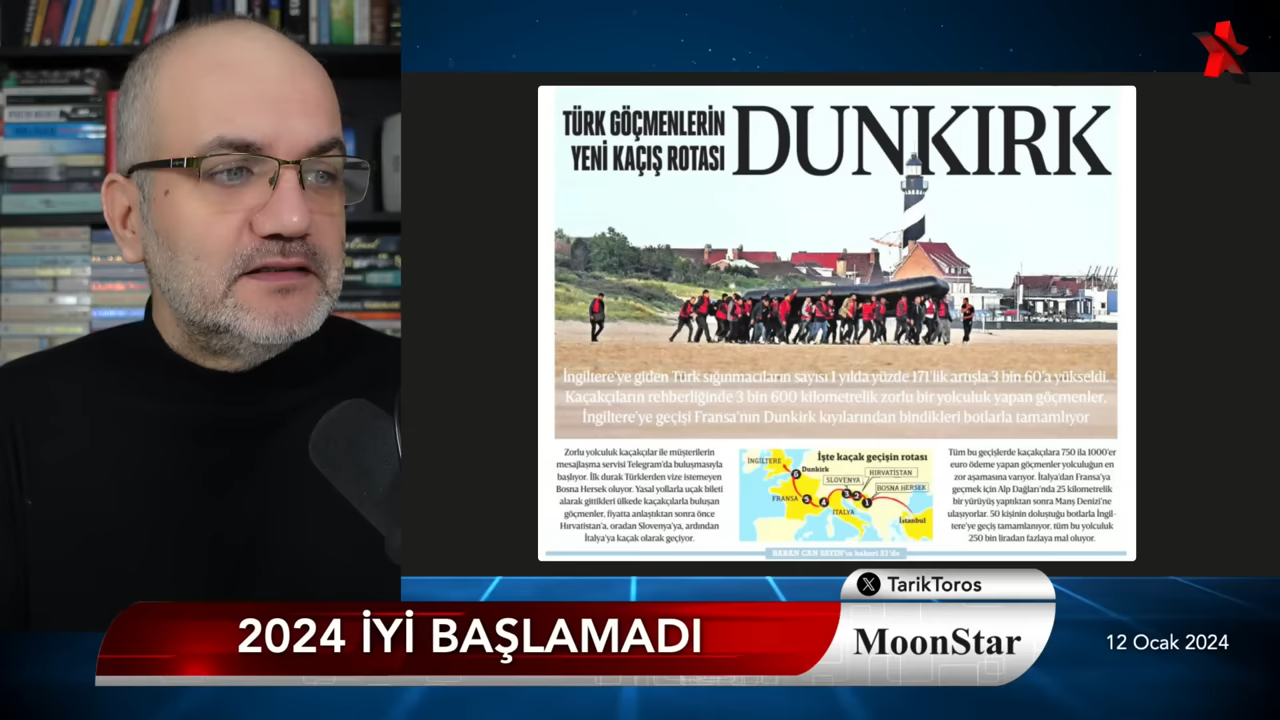 TÜRK GÖÇMENLERİN
YENİ KAÇIŞ ROTASI
DUNKIRK
İngiltere'ye giden Türk sığınmacıların sayısı 1 yılda yüzde 171'lik artışla 3 bin 60'a yükseldi.
Kaçakçıların rehberliğinde 3 bin 600 kilometrelik zorlu bir yolculuk yapan göçmenler,
İngiltere'ye geçişi Fransa'nın Dunkirk kıyılarından bindikleri botlarla tamamlıyor
Zorlu yolculuk kaçakçılar ile müşterilerin
mesajlaşma servisi Telegram'da buluşmasıyla
başlıyor. İlk durak Türklerden vize istemeyen
Bosna Hersek oluyor. Yasal yollarla uçak bileti
alarak gittikleri ülkede kaçakçılarla buluşan
göçmenler, fiyatta anlaştıktan sonra önce
Hırvatistan'a, oradan Slovenya'ya, ardından
İtalya'ya kaçak olarak geçiyor.
İşte kaçak geçişin rotası
İNGİLTERE
6
Dunkirk
HIRVATİSTAN
SLOVENYA
BOSNA HERSEK
FRANSA
5
4
3
2
1
İTALYA
İstanbul
Tüm bu geçişlerde kaçakçılara 750 ila 1000'er
euro ödeme yapan göçmenler yolculuğun en
zor aşamasına varıyor. İtalya'dan Fransa'ya
geçmek için Alp Dağları'nda 25 kilometrelik
bir yürüyüş yaptıktan sonra Manş Denizi'ne
ulaşıyorlar. 50 kişinin doluştuğu botlarla İngil-
tere'ye geçiş tamamlanıyor, tüm bu yolculuk
250 bin liradan fazlaya mal oluyor.
TarikToros
2024 İYİ BAŞLAMADI
MoonStar
12 Ocak 2024